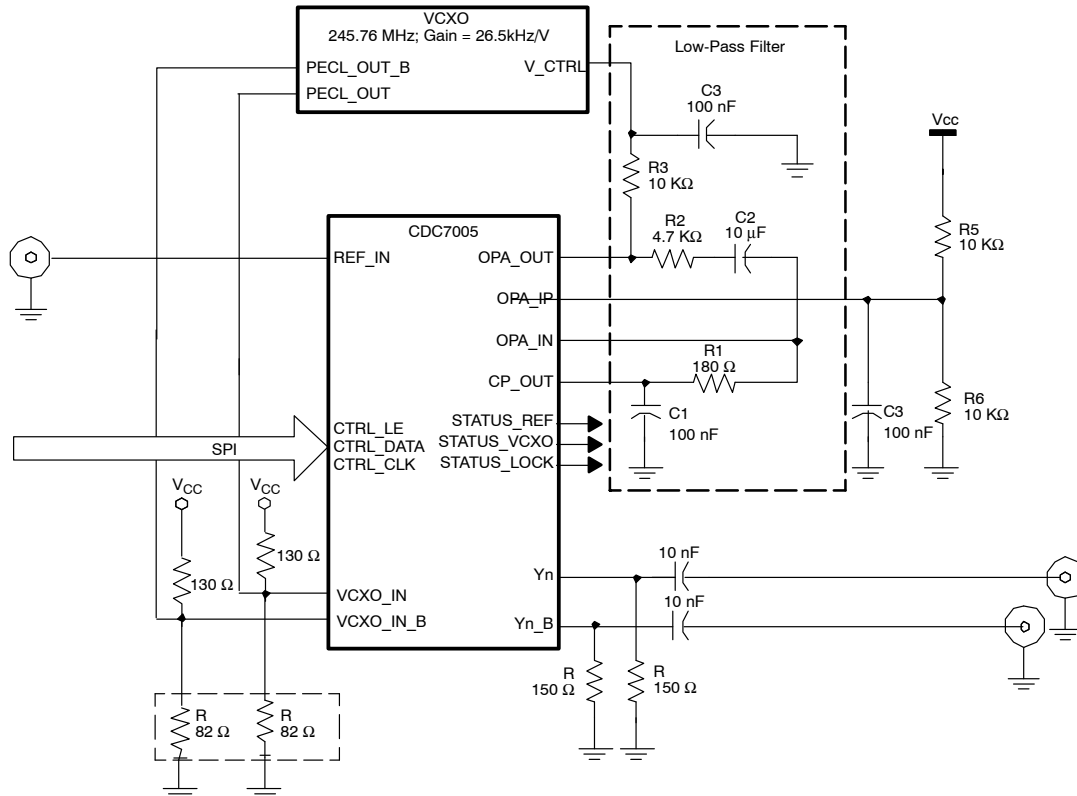 VCXO
245.76 MHz; Gain = 26.5kHz/V
PECL_OUT_B
PECL_OUT
V_CTRL
Low-Pass Filter
C3
100 nF
Vcc
R3
10 KΩ
R2
4.7 KΩ
C2
10 μF
R5
10 KΩ
CDC7005
REF_IN
OPA_OUT
OPA_IP
OPA_IN
CP_OUT
R1
180 Ω
C1
100 nF
C3
100 nF
R6
10 KΩ
STATUS_REF
STATUS_VCXO
STATUS_LOCK
CTRL_LE
CTRL_DATA
CTRL_CLK
SPI
VCC
VCC
130 Ω
130 Ω
VCXO_IN
VCXO_IN_B
Yn
Yn_B
10 nF
10 nF
R
150 Ω
R
150 Ω
R
82 Ω
R
82 Ω